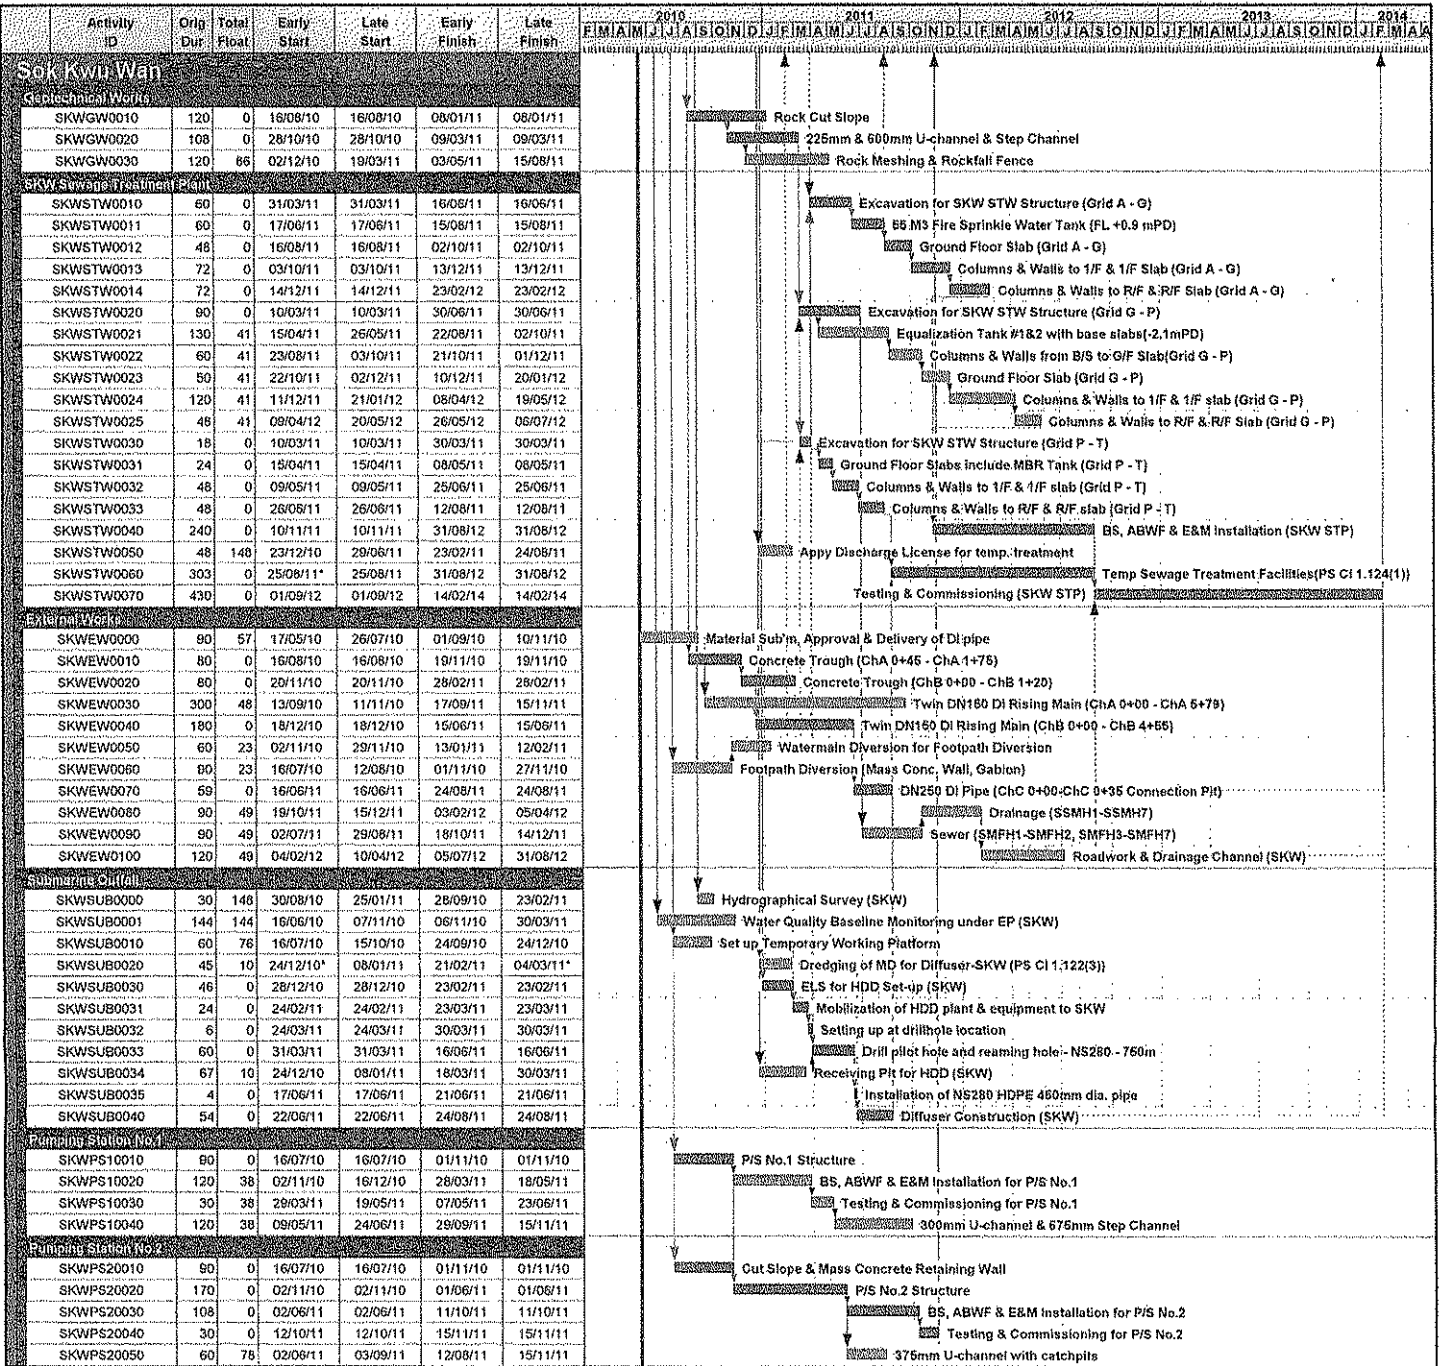 Activity ID Orig Dur Total Float Early Start Late Start Early Finish Late Finish
2010 2011 2012 2013 2014
F M A M J J A S O N D J F M A M J J A S O N D J F M A M J J A S O N D J F M A M J J A S O N D J F M A
Sok Kwu Wan
Geotechnical Works
SKWGW0010 120 0 16/08/10 16/08/10 08/01/11 08/01/11 Rock Cut Slope
SKWGW0020 108 0 28/10/10 28/10/10 09/03/11 09/03/11 225mm & 600mm U-channel & Step Channel
SKWGW0030 120 86 02/12/10 19/03/11 03/05/11 15/08/11 Rock Meshing & Rockfall Fence
SKW Sewage Treatment Plant
SKWSTW0010 60 0 31/03/11 31/03/11 16/06/11 16/06/11 Excavation for SKW STW Structure (Grid A - G)
SKWSTW0011 60 0 17/06/11 17/06/11 15/08/11 15/08/11 55 M3 Fire Sprinkle Water Tank (FL +0.9 mPD)
SKWSTW0012 48 0 16/08/11 16/08/11 02/10/11 02/10/11 Ground Floor Slab (Grid A - G)
SKWSTW0013 72 0 03/10/11 03/10/11 13/12/11 13/12/11 Columns & Walls to 1/F & 1/F Slab (Grid A - G)
SKWSTW0014 72 0 14/12/11 14/12/11 23/02/12 23/02/12 Columns & Walls to R/F & R/F Slab (Grid A - G)
SKWSTW0020 90 0 10/03/11 10/03/11 30/06/11 30/06/11 Excavation for SKW STW Structure (Grid G - P)
SKWSTW0021 130 41 15/04/11 26/05/11 22/08/11 02/10/11 Equalization Tank #1&2 with base slabs(-2.1mPD)
SKWSTW0022 60 41 23/08/11 03/10/11 21/10/11 01/12/11 Columns & Walls from B/S to G/F Slab(Grid G - P)
SKWSTW0023 50 41 22/10/11 02/12/11 10/12/11 20/01/12 Ground Floor Slab (Grid G - P)
SKWSTW0024 120 41 11/12/11 21/01/12 08/04/12 19/05/12 Columns & Walls to 1/F & 1/F slab (Grid G - P)
SKWSTW0025 48 41 09/04/12 20/05/12 26/05/12 06/07/12 Columns & Walls to R/F & R/F Slab (Grid G - P)
SKWSTW0030 18 0 10/03/11 10/03/11 30/03/11 30/03/11 Excavation for SKW STW Structure (Grid P - T)
SKWSTW0031 24 0 15/04/11 15/04/11 08/05/11 08/05/11 Ground Floor Slabs include MBR Tank (Grid P - T)
SKWSTW0032 48 0 09/05/11 09/05/11 25/06/11 25/06/11 Columns & Walls to 1/F & 1/F slab (Grid P - T)
SKWSTW0033 48 0 26/06/11 26/06/11 12/08/11 12/08/11 Columns & Walls to R/F & R/F slab (Grid P - T)
SKWSTW0040 240 0 10/11/11 10/11/11 31/08/12 31/08/12 BS, ABWF & E&M Installation (SKW STP)
SKWSTW0050 48 148 23/12/10 29/06/11 23/02/11 24/08/11 Appy Discharge License for temp. treatment
SKWSTW0060 303 0 25/08/11* 25/08/11 31/08/12 31/08/12 Temp Sewage Treatment Facilities(PS Cl 1.124(1))
SKWSTW0070 430 0 01/09/12 01/09/12 14/02/14 14/02/14 Testing & Commissioning (SKW STP)
External Works
SKWEW0000 90 57 17/05/10 26/07/10 01/09/10 10/11/10 Material Sub'm, Approval & Delivery of DI pipe
SKWEW0010 80 0 16/08/10 16/08/10 19/11/10 19/11/10 Concrete Trough (ChA 0+45 - ChA 1+75)
SKWEW0020 80 0 20/11/10 20/11/10 28/02/11 28/02/11 Concrete Trough (ChB 0+00 - ChB 1+20)
SKWEW0030 300 48 13/09/10 11/11/10 17/09/11 15/11/11 Twin DN150 DI Rising Main (ChA 0+00 - ChA 5+79)
SKWEW0040 180 0 18/12/10 18/12/10 15/06/11 15/06/11 Twin DN150 DI Rising Main (ChB 0+00 - ChB 4+55)
SKWEW0050 60 23 02/11/10 29/11/10 13/01/11 12/02/11 Watermain Diversion for Footpath Diversion
SKWEW0060 90 23 16/07/10 12/08/10 01/11/10 27/11/10 Footpath Diversion (Mass Conc, Wall, Gabion)
SKWEW0070 59 0 16/06/11 16/06/11 24/08/11 24/08/11 DN250 DI Pipe (ChC 0+00-ChC 0+35 Connection Pit)
SKWEW0080 90 49 19/10/11 15/12/11 03/02/12 05/04/12 Drainage (SSMH1-SSMH7)
SKWEW0090 90 49 02/07/11 29/08/11 18/10/11 14/12/11 Sewer (SMFH1-SMFH2, SMFH3-SMFH7)
SKWEW0100 120 49 04/02/12 10/04/12 05/07/12 31/08/12 Roadwork & Drainage Channel (SKW)
Submarine Outfall
SKWSUB0000 30 148 30/08/10 25/01/11 28/09/10 23/02/11 Hydrographical Survey (SKW)
SKWSUB0001 144 144 16/06/10 07/11/10 06/11/10 30/03/11 Water Quality Baseline Monitoring under EP (SKW)
SKWSUB0010 60 76 16/07/10 15/10/10 24/09/10 24/12/10 Set up Temporary Working Platform
SKWSUB0020 45 10 24/12/10* 08/01/11 21/02/11 04/03/11* Dredging of MD for Diffuser-SKW (PS Cl 1.122(3))
SKWSUB0030 46 0 28/12/10 28/12/10 23/02/11 23/02/11 ELS for HDD Set-up (SKW)
SKWSUB0031 24 0 24/02/11 24/02/11 23/03/11 23/03/11 Mobilization of HDD plant & equipment to SKW
SKWSUB0032 6 0 24/03/11 24/03/11 30/03/11 30/03/11 Setting up at drillhole location
SKWSUB0033 60 0 31/03/11 31/03/11 16/06/11 16/06/11 Drill pilot hole and reaming hole - NS280 - 750m
SKWSUB0034 67 10 24/12/10 08/01/11 18/03/11 30/03/11 Receiving Pit for HDD (SKW)
SKWSUB0035 4 0 17/06/11 17/06/11 21/06/11 21/06/11 Installation of NS280 HDPE 450mm dia. pipe
SKWSUB0040 54 0 22/06/11 22/06/11 24/08/11 24/08/11 Diffuser Construction (SKW)
Pumping Station No.1
SKWPS10010 90 0 16/07/10 16/07/10 01/11/10 01/11/10 P/S No.1 Structure
SKWPS10020 120 38 02/11/10 16/12/10 28/03/11 18/05/11 BS, ABWF & E&M Installation for P/S No.1
SKWPS10030 30 38 29/03/11 19/05/11 07/05/11 23/06/11 Testing & Commissioning for P/S No.1
SKWPS10040 120 38 09/05/11 24/06/11 29/09/11 15/11/11 300mm U-channel & 675mm Step Channel
Pumping Station No.2
SKWPS20010 90 0 16/07/10 16/07/10 01/11/10 01/11/10 Cut Slope & Mass Concrete Retaining Wall
SKWPS20020 170 0 02/11/10 02/11/10 01/06/11 01/06/11 P/S No.2 Structure
SKWPS20030 108 0 02/06/11 02/06/11 11/10/11 11/10/11 BS, ABWF & E&M Installation for P/S No.2
SKWPS20040 30 0 12/10/11 12/10/11 15/11/11 15/11/11 Testing & Commissioning for P/S No.2
SKWPS20050 60 78 02/06/11 03/09/11 12/08/11 15/11/11 375mm U-channel with catchpits